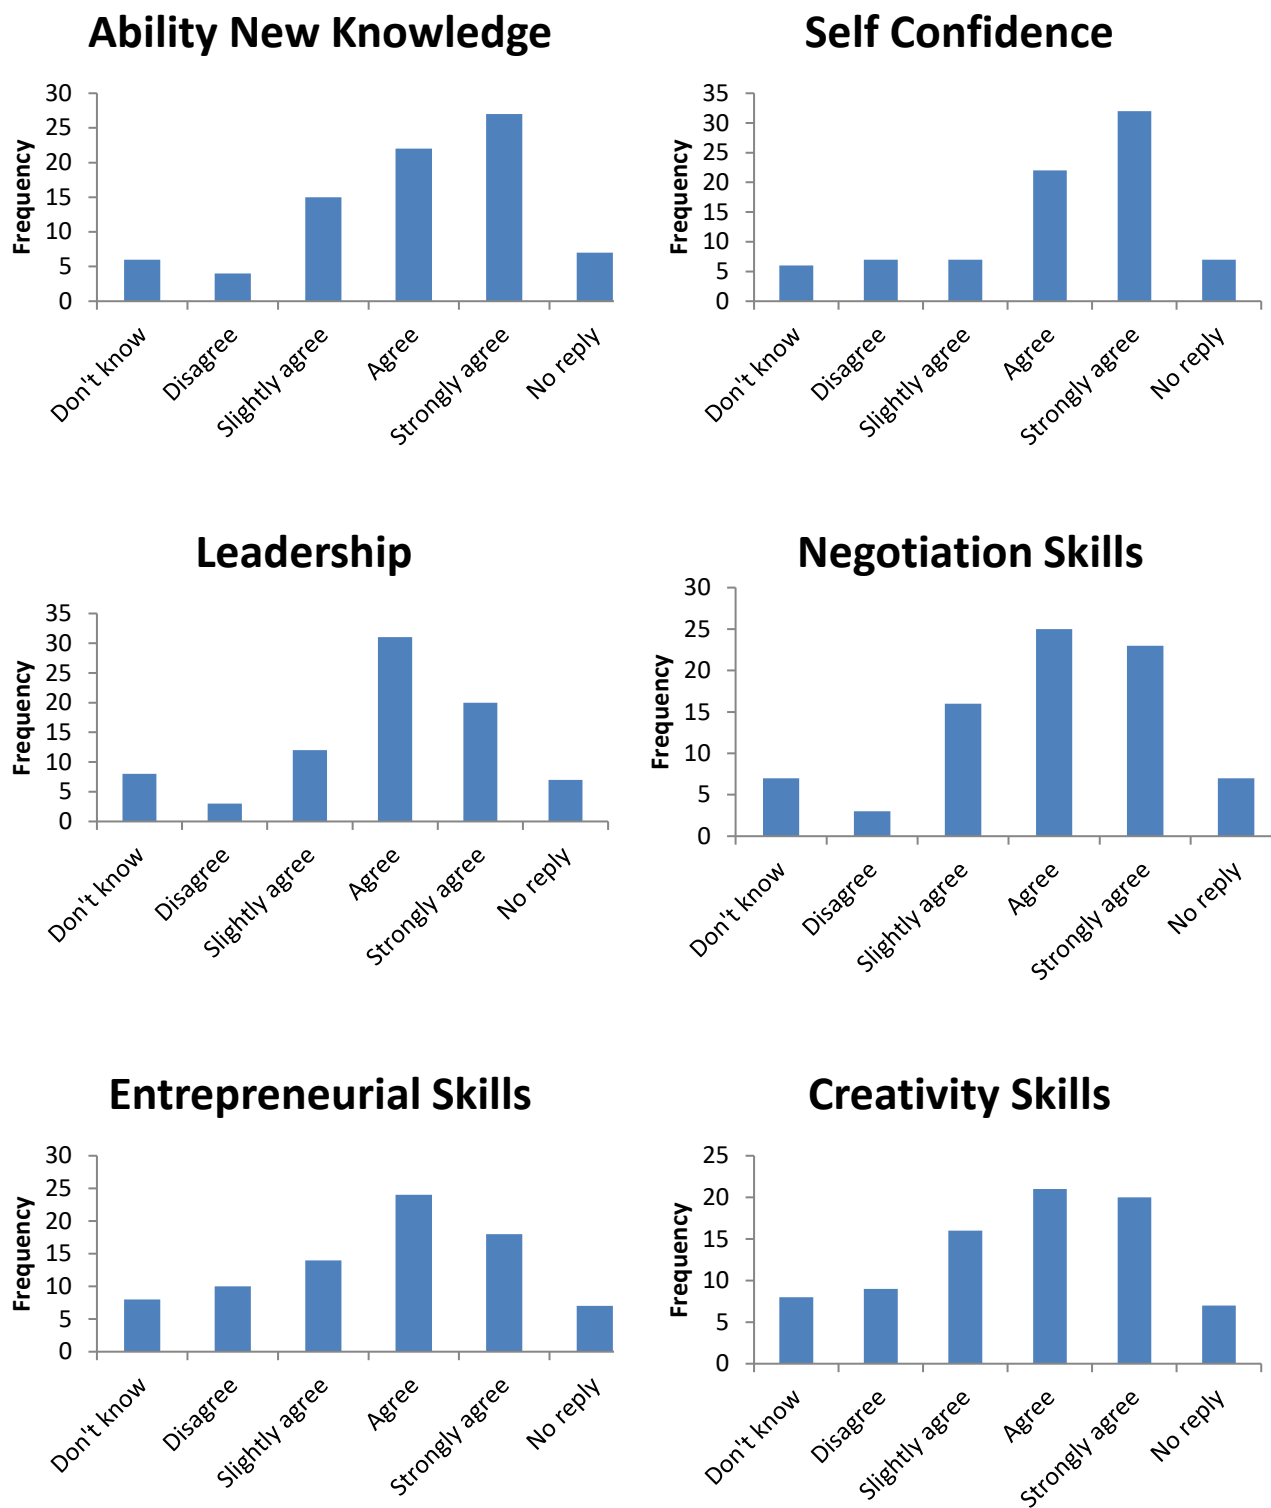 Ability New Knowledge
Frequency
30
25
20
15
10
5
0
Don't know
Disagree
Slightly agree
Agree
Strongly agree
No reply
Self Confidence
Frequency
35
30
25
20
15
10
5
0
Don't know
Disagree
Slightly agree
Agree
Strongly agree
No reply
Leadership
Frequency
35
30
25
20
15
10
5
0
Don't know
Disagree
Slightly agree
Agree
Strongly agree
No reply
Negotiation Skills
Frequency
30
25
20
15
10
5
0
Don't know
Disagree
Slightly agree
Agree
Strongly agree
No reply
Entrepreneurial Skills
Frequency
30
25
20
15
10
5
0
Don't know
Disagree
Slightly agree
Agree
Strongly agree
No reply
Creativity Skills
Frequency
25
20
15
10
5
0
Don't know
Disagree
Slightly agree
Agree
Strongly agree
No reply